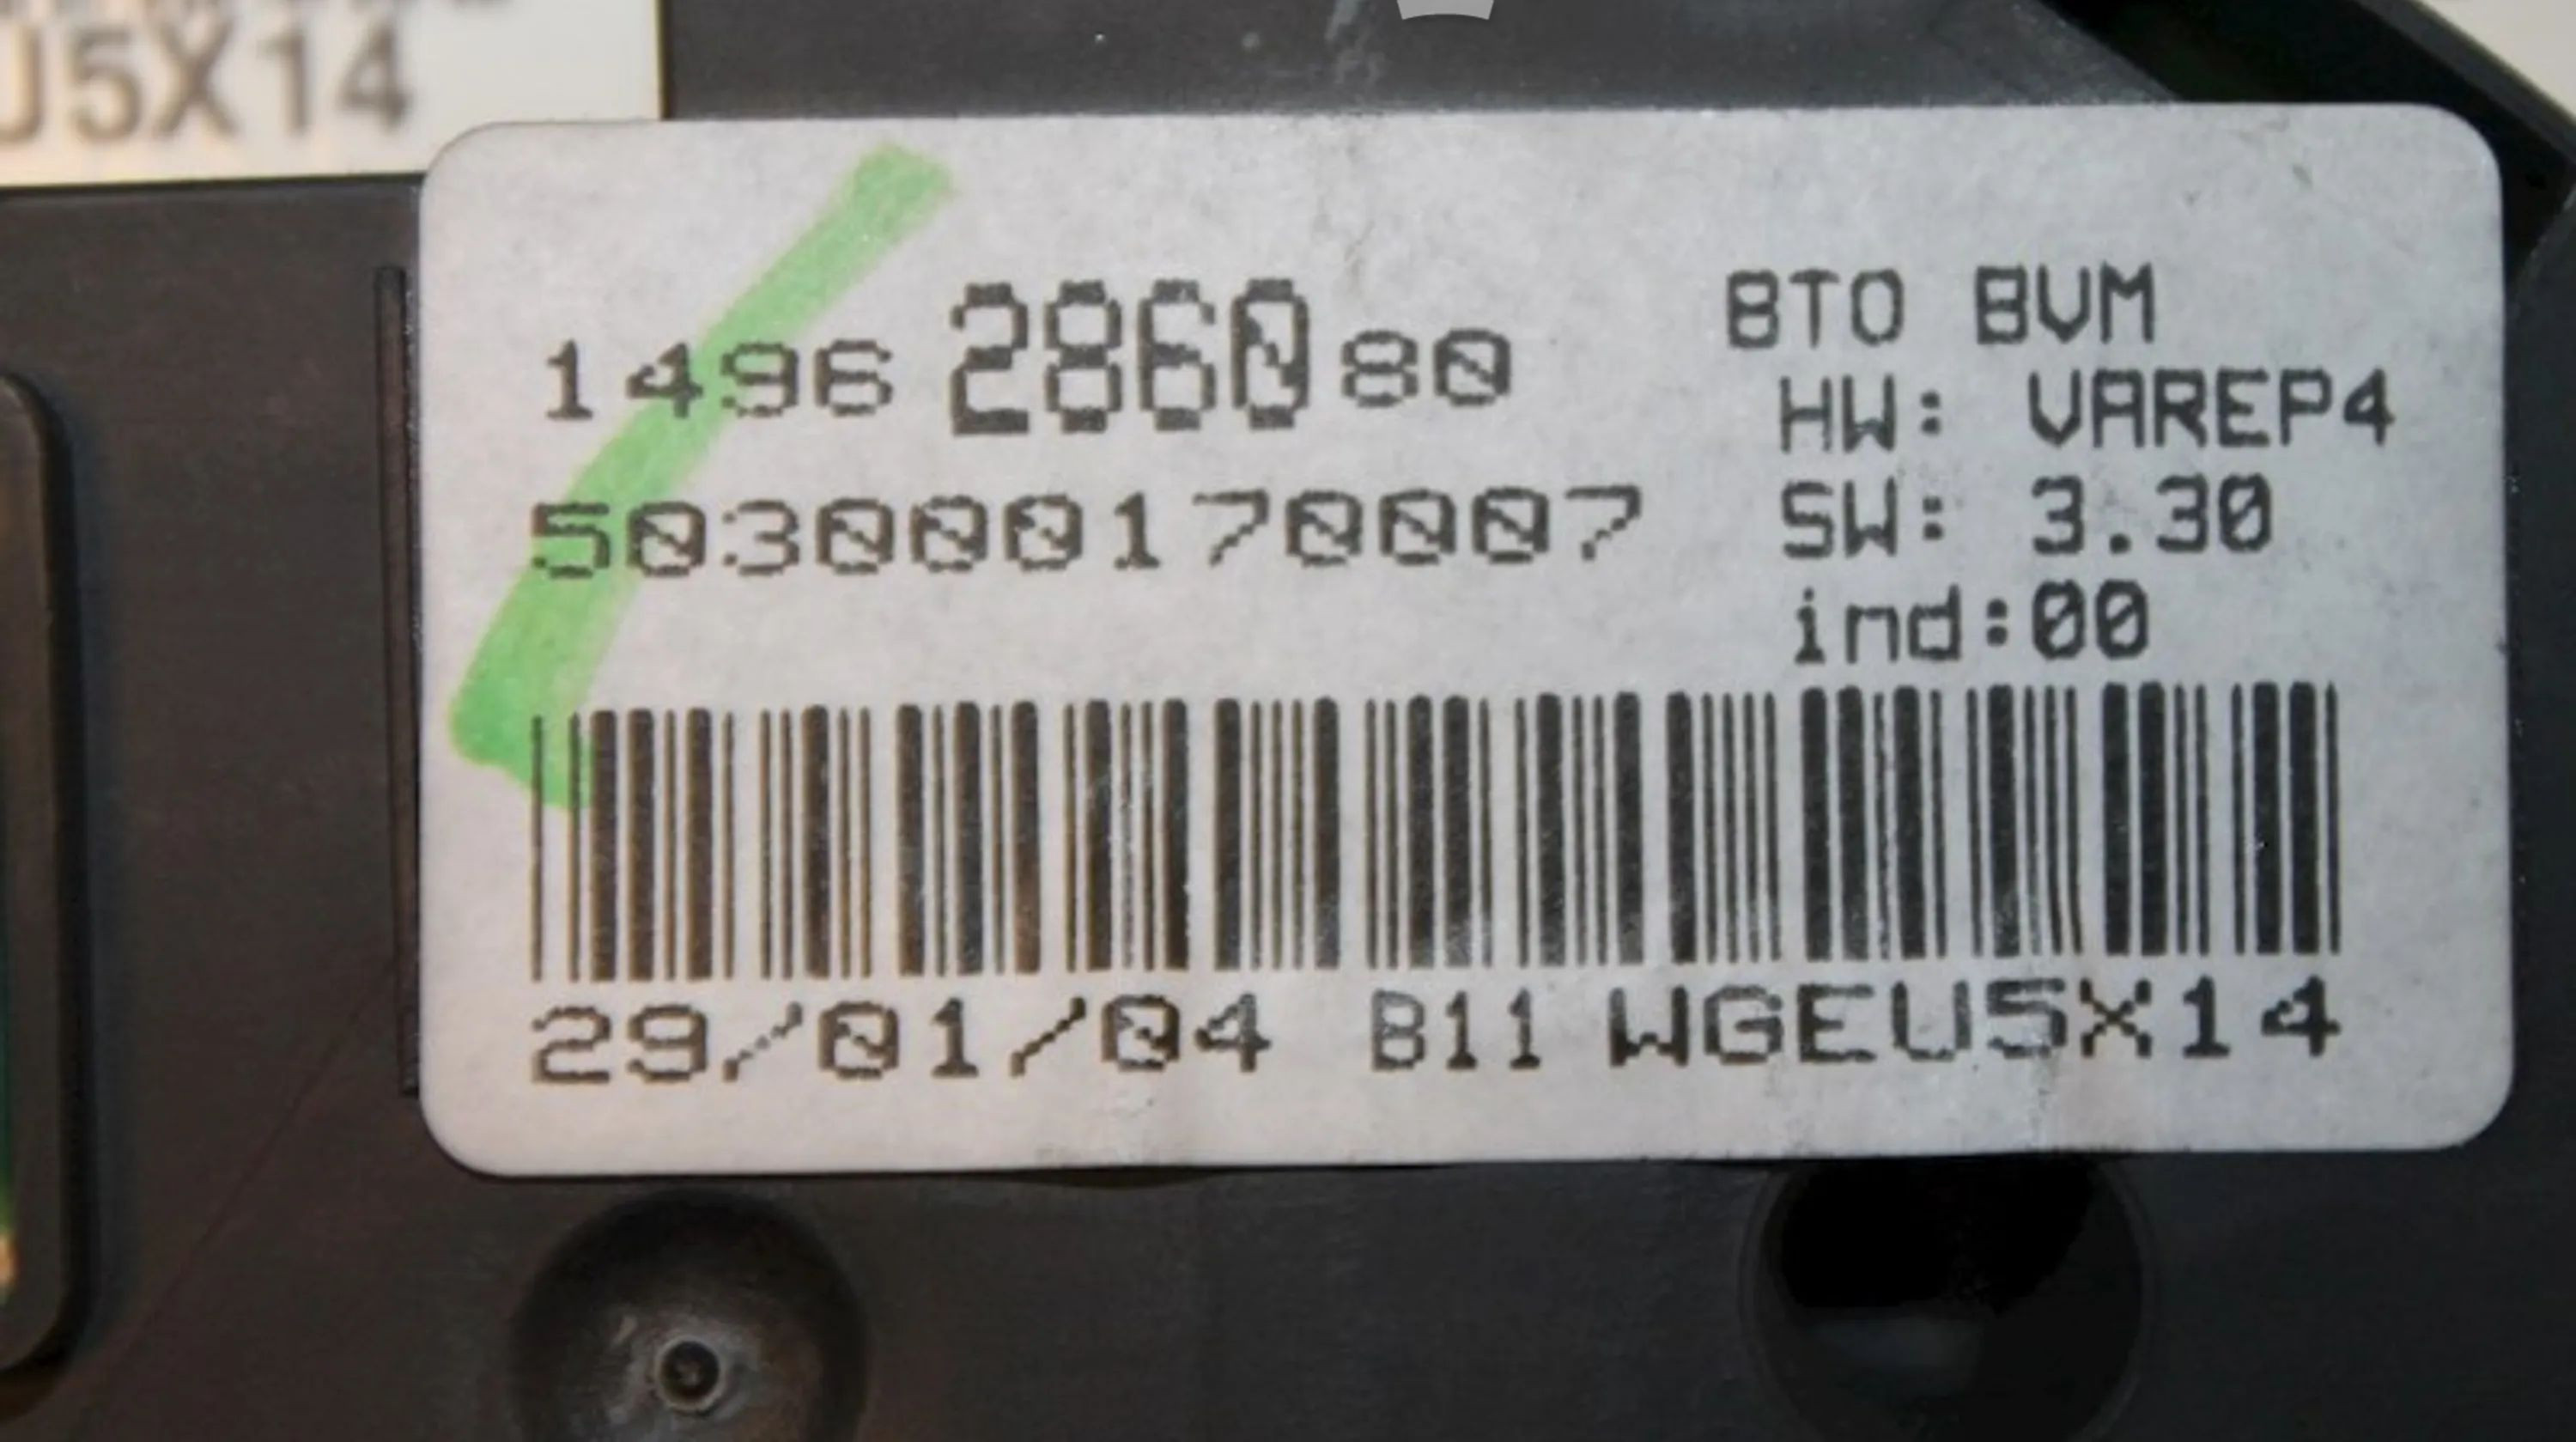 U5X14
1496 2860 80
BTO BVM
HW: VAREP4
503000170007
SW: 3.30
ind:00
29/01/04 B11 WGEU5X14